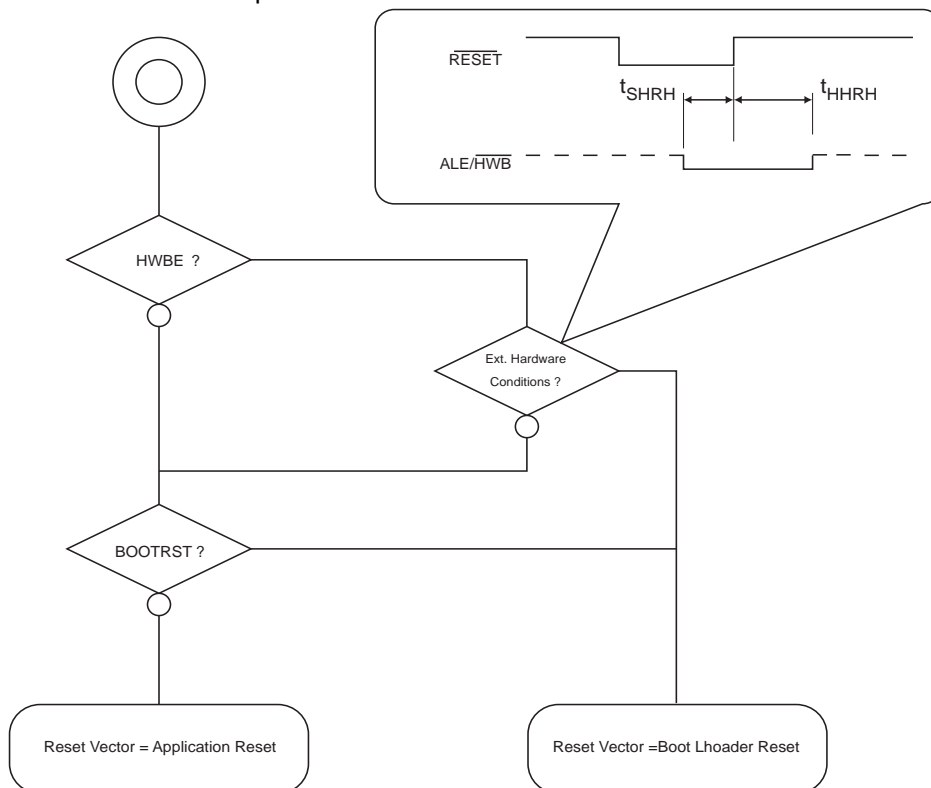 RESET
tSHRH
tHHRH
ALE/HWB
HWBE ?
Ext. Hardware
Conditions ?
BOOTRST ?
Reset Vector = Application Reset
Reset Vector =Boot Lhoader Reset